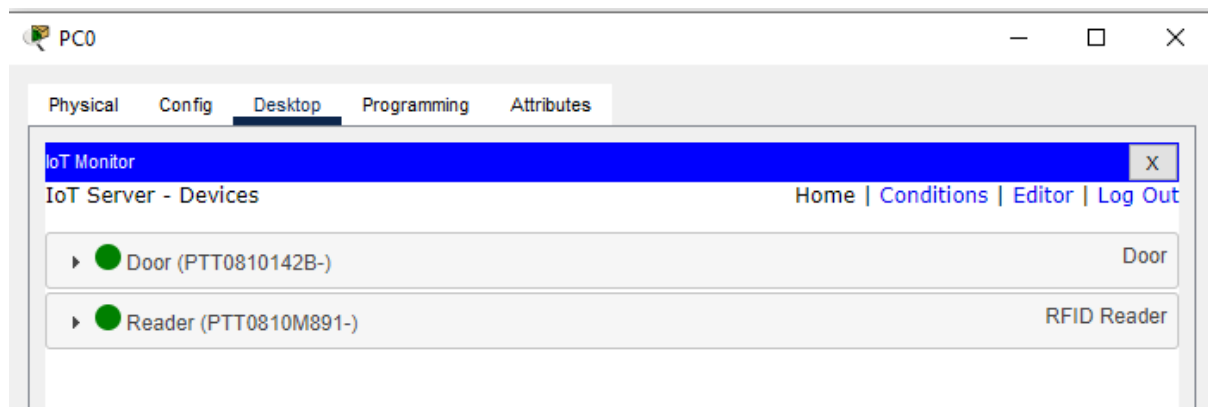 PC0
Physical Config Desktop Programming Attributes
IoT Monitor X
IoT Server - Devices Home | Conditions | Editor | Log Out
Door (PTT0810142B-) Door
Reader (PTT0810M891-) RFID Reader